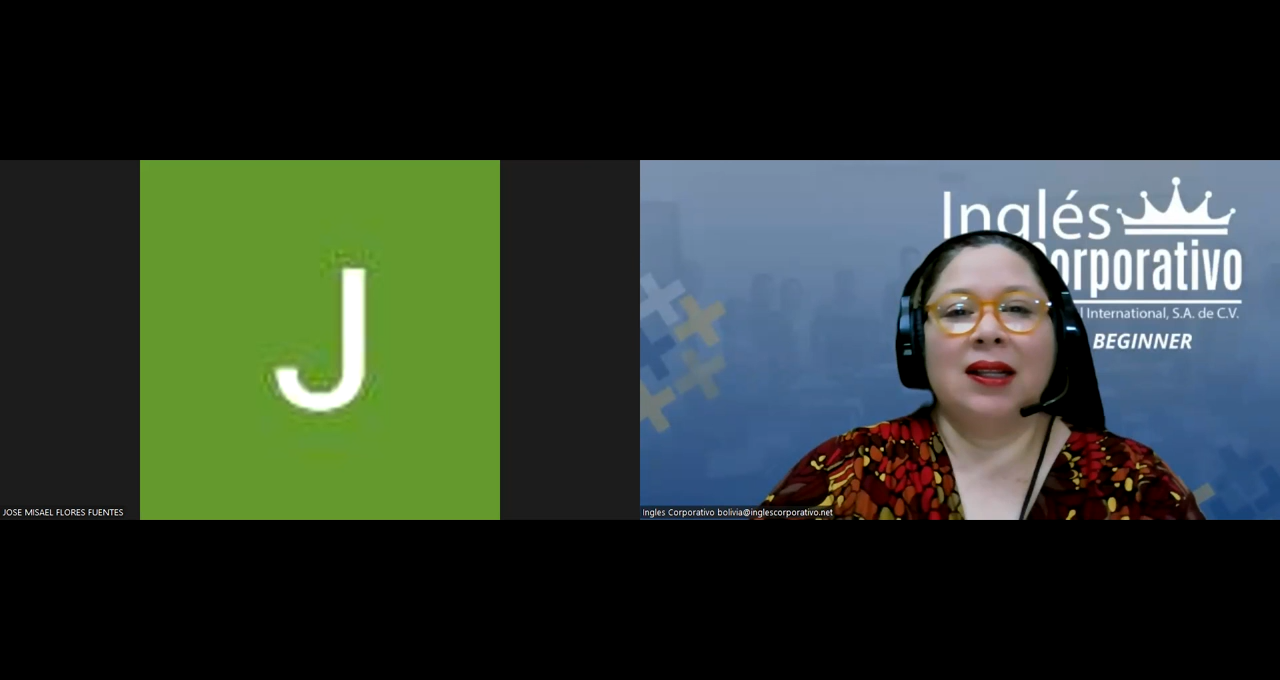 J
JOSE MISAEL FLORES FUENTES
Inglés
orporativo
l International, S.A. de C.V.
BEGINNER
Ingles Corporativo bolivia@inglescorporativo.net